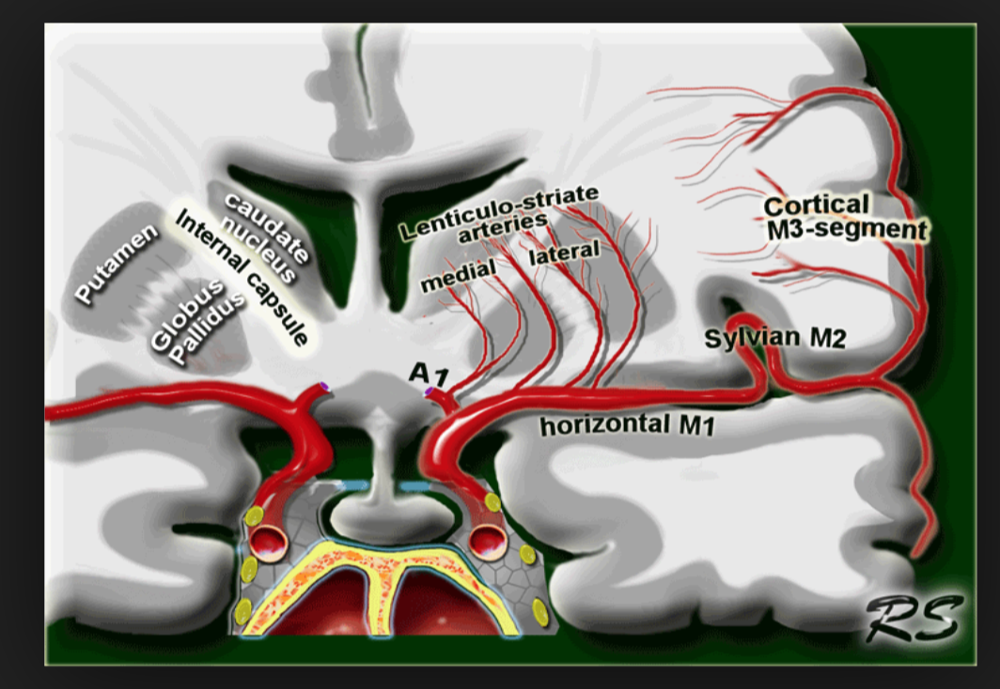 Putamen
Globus
Pallidus
Internal capsule
caudate
nucleus
Lenticulo-striate
arteries
medial
lateral
A1
horizontal M1
Sylvian M2
Cortical
M3-segment
RS